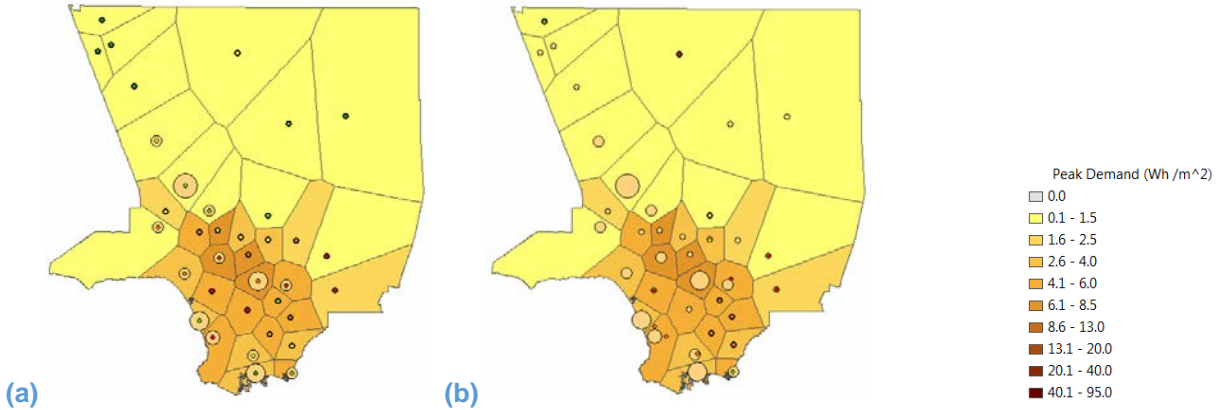 (a)
(b)
Peak Demand (Wh /m^2)
0.0
0.1 - 1.5
1.6 - 2.5
2.6 - 4.0
4.1 - 6.0
6.1 - 8.5
8.6 - 13.0
13.1 - 20.0
20.1 - 40.0
40.1 - 95.0